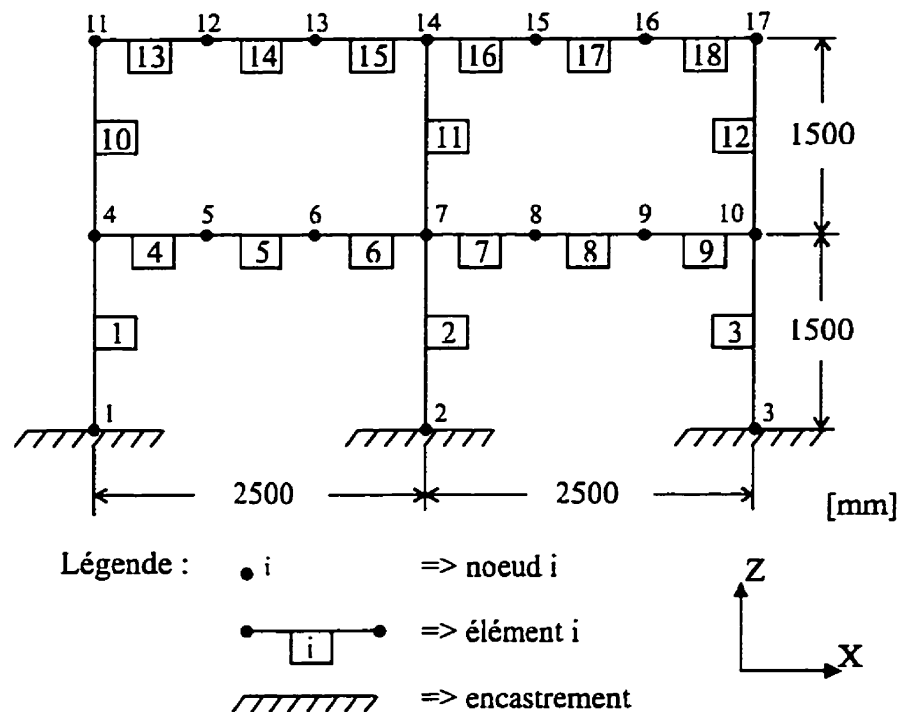 11 12 13 14 15 16 17
13 14 15 16 17 18
10 11 12 1500
4 5 6 7 8 9 10
4 5 6 7 8 9
1 2 3 1500
1 2 3
2500 2500
[mm]
Légende : i => noeud i
Z
i => élément i
X
=> encastrement